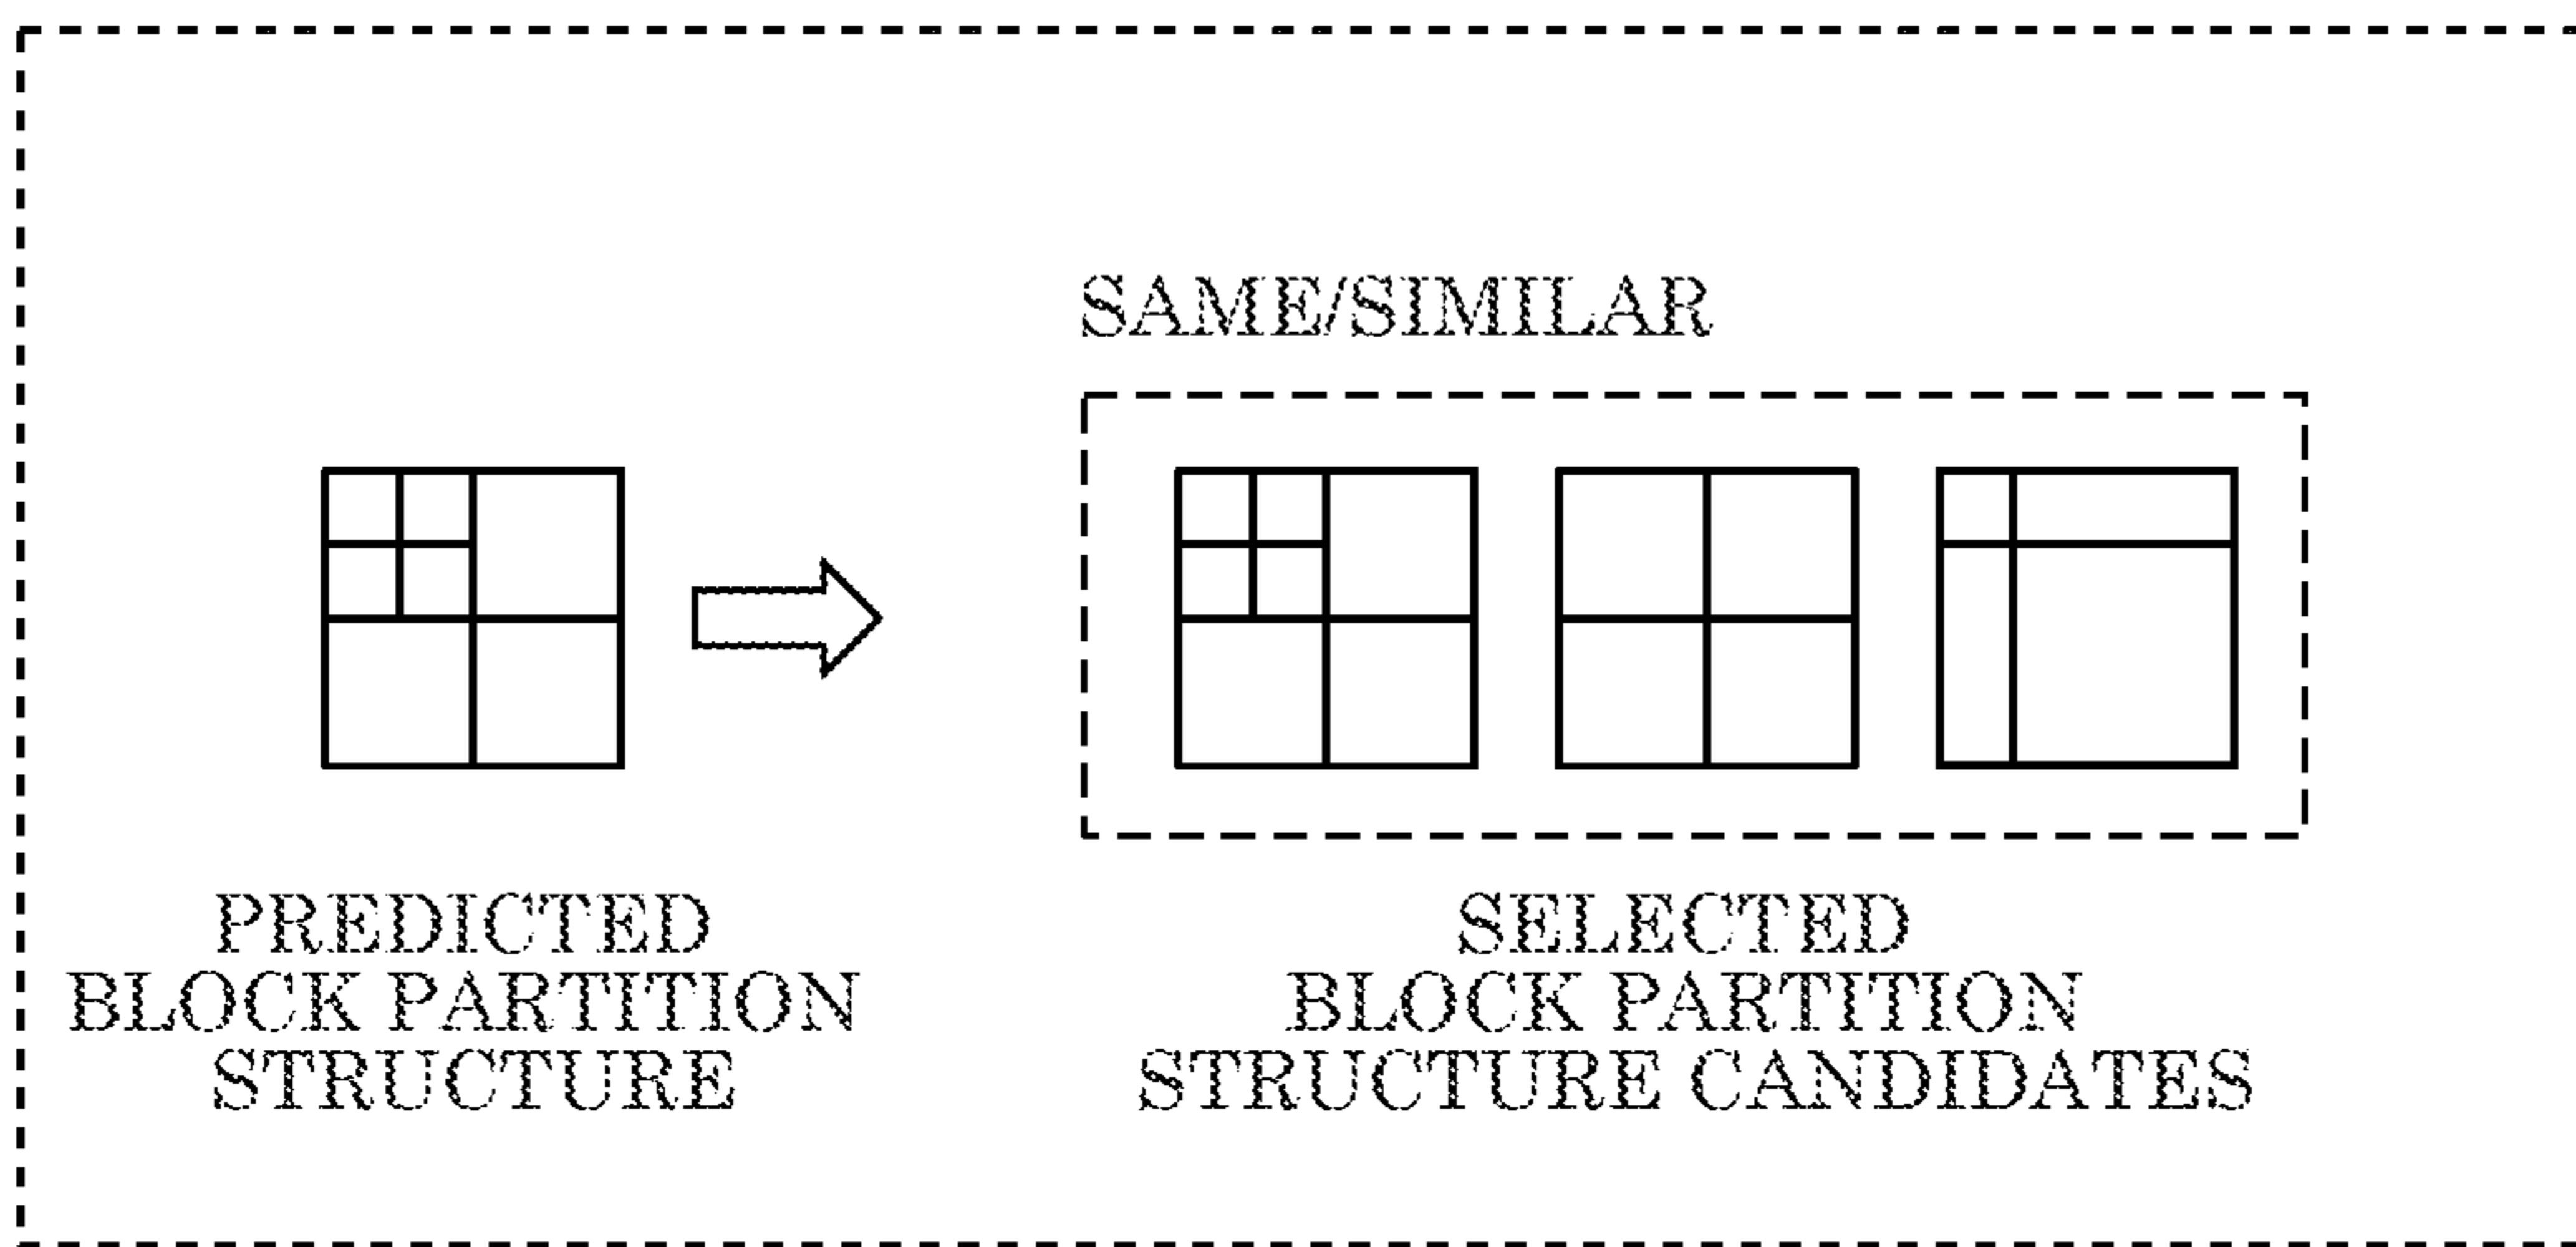 SAME/SIMILAR
PREDICTED
BLOCK PARTITION
STRUCTURE
SELECTED
BLOCK PARTITION
STRUCTURE CANDIDATES